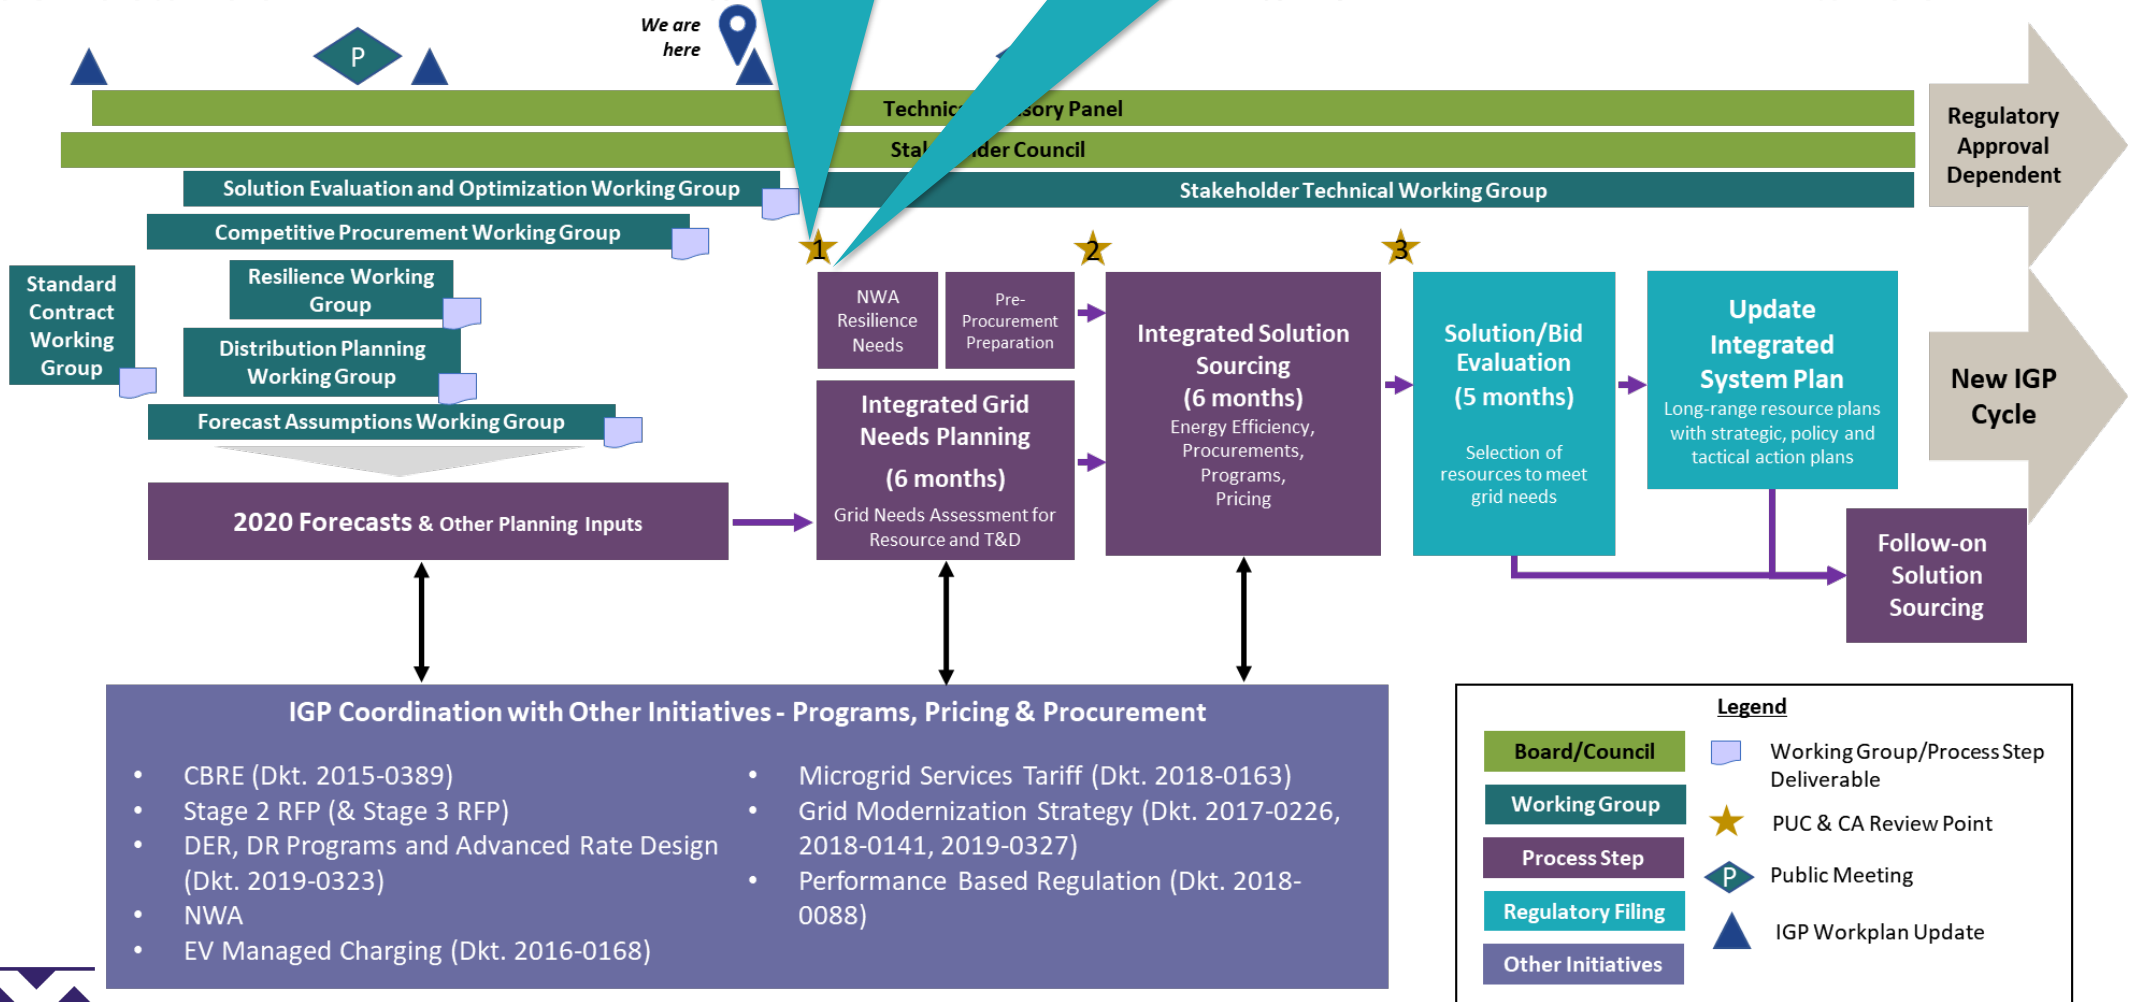 We are
here
P
Technic sory Panel
Sta der Council
Solution Evaluation and Optimization Working Group
Stakeholder Technical Working Group
Competitive Procurement Working Group
Resilience Working
Group
Standard
Contract
Working
Group
Distribution Planning
Working Group
Forecast Assumptions Working Group
1
2
3
NWA
Resilience
Needs
Pre-
Procurement
Preparation
Integrated Grid
Needs Planning
(6 months)
Grid Needs Assessment for
Resource and T&D
Integrated Solution
Sourcing
(6 months)
Energy Efficiency,
Procurements,
Programs,
Pricing
Solution/Bid
Evaluation
(5 months)
Selection of
resources to meet
grid needs
Update
Integrated
System Plan
Long-range resource plans
with strategic, policy and
tactical action plans
Regulatory
Approval
Dependent
New IGP
Cycle
2020 Forecasts & Other Planning Inputs
Follow-on
Solution
Sourcing
IGP Coordination with Other Initiatives - Programs, Pricing & Procurement
• CBRE (Dkt. 2015-0389)
• Stage 2 RFP (& Stage 3 RFP)
• DER, DR Programs and Advanced Rate Design
(Dkt. 2019-0323)
• NWA
• EV Managed Charging (Dkt. 2016-0168)
• Microgrid Services Tariff (Dkt. 2018-0163)
• Grid Modernization Strategy (Dkt. 2017-0226,
2018-0141, 2019-0327)
• Performance Based Regulation (Dkt. 2018-
0088)
Legend
Board/Council
Working Group
Process Step
Regulatory Filing
Other Initiatives
Working Group/Process Step
Deliverable
PUC & CA Review Point
P
Public Meeting
IGP Workplan Update